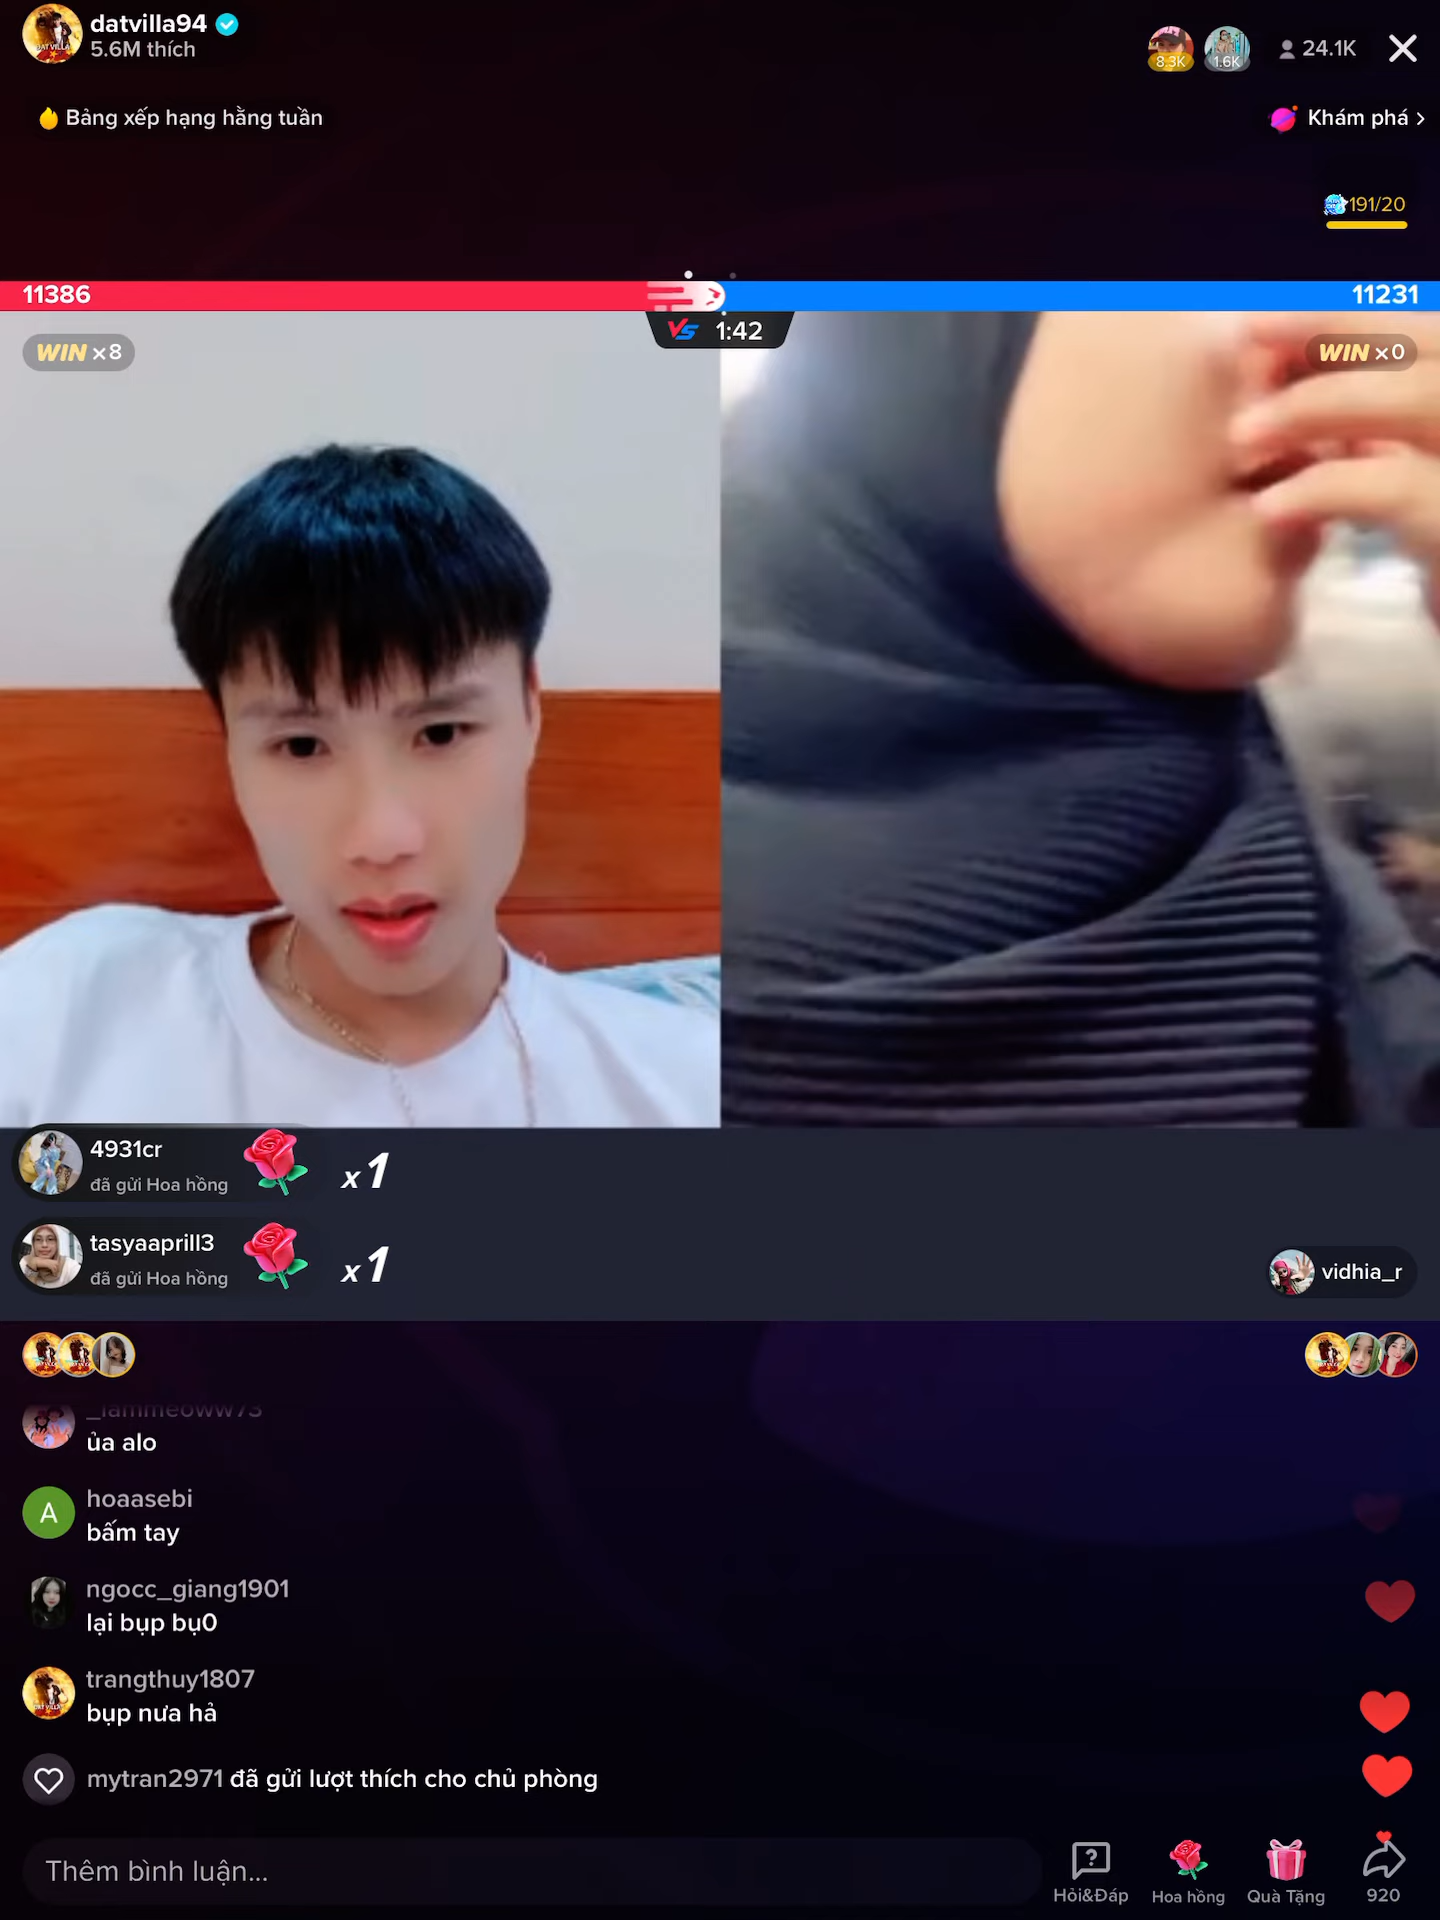 datvilla94
5.6M thích
8.3K
1.6K
24.1K
Bảng xếp hạng hằng tuần
Khám phá >
191/20
11386
11231
WIN x8
VS 1:42
WIN x0
4931cr
đã gửi Hoa hồng
x1
tasyaaprill3
đã gửi Hoa hồng
x1
vidhia_r
_iammeoww73
ủa alo
A
hoaasebi
bấm tay
ngocc_giang1901
lại bụp bụ0
trangthuy1807
bụp nưa hả
mytran2971 đã gửi lượt thích cho chủ phòng
Thêm bình luận...
Hỏi&Đáp
Hoa hồng
Quà Tặng
920